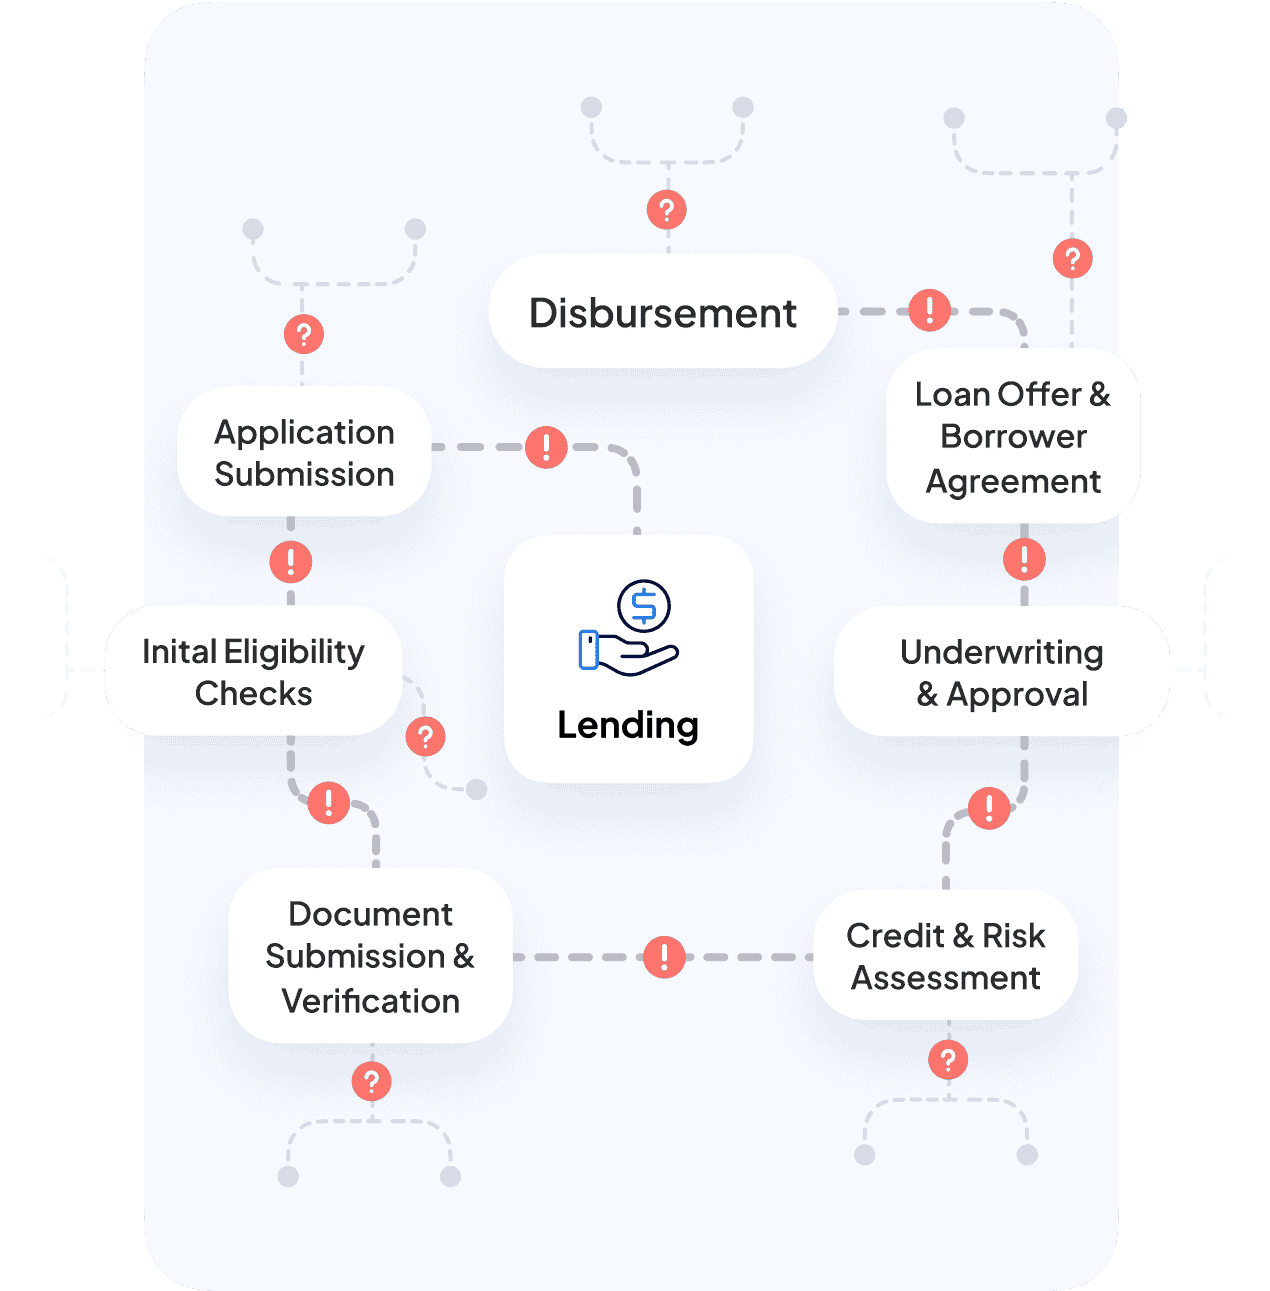 Disbursement
Loan Offer &
Borrower
Agreement
Application
Submission
Inital Eligibility
Checks
Lending
Underwriting
& Approval
Document
Submission &
Verification
Credit & Risk
Assessment